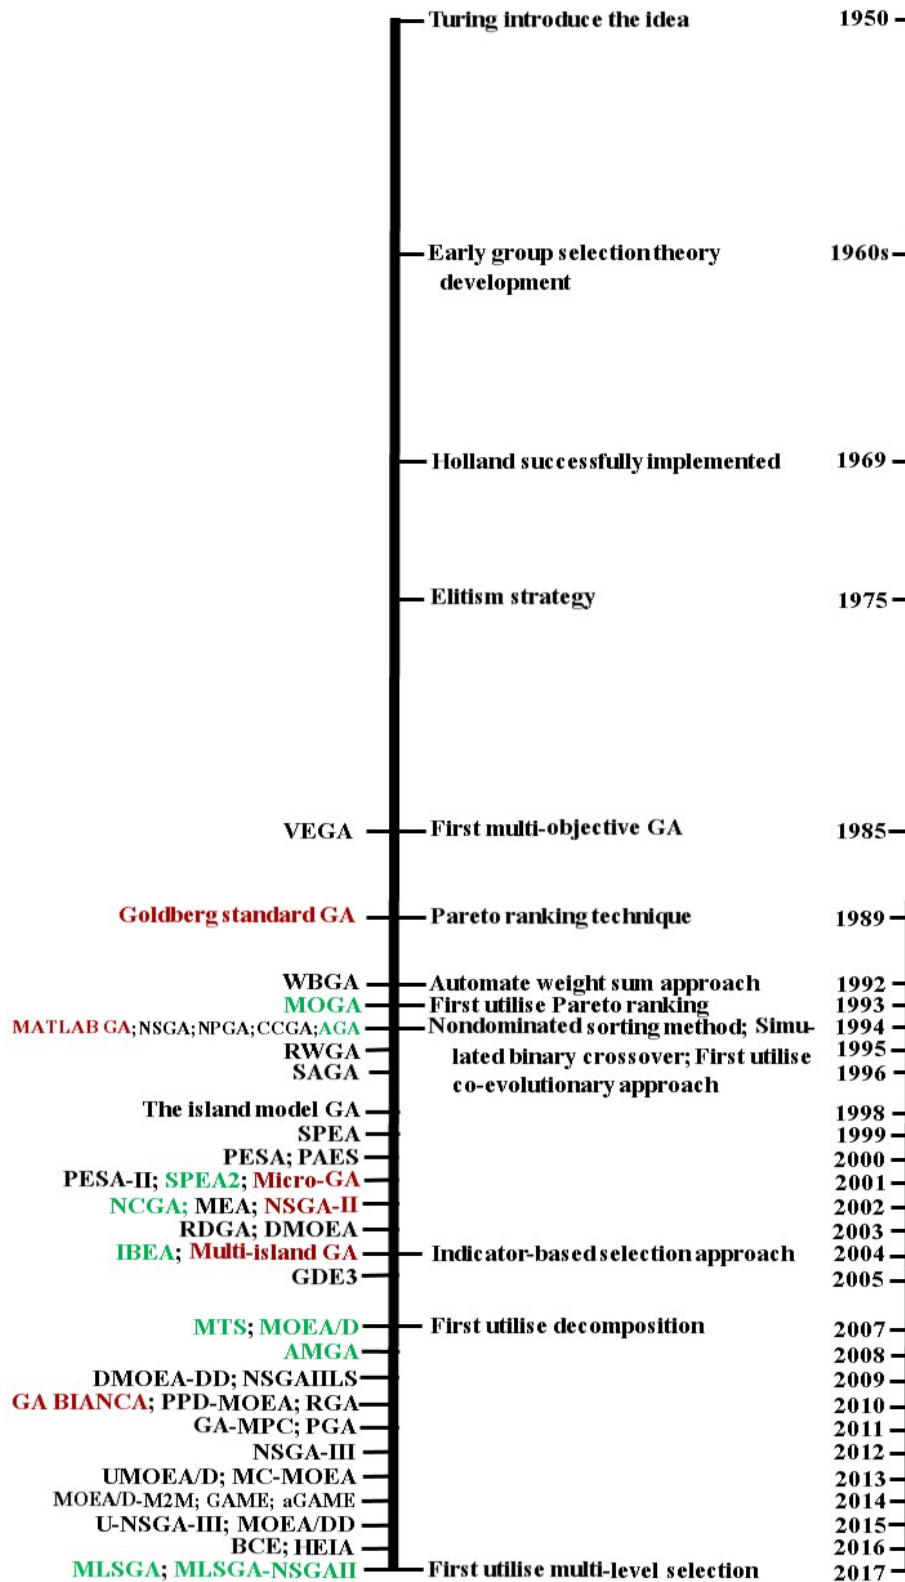 Turing introduce the idea 1950
Early group selection theory 1960s
development
Holland successfully implemented 1969
Elitism strategy 1975
VEGA First multi-objective GA 1985
Goldberg standard GA Pareto ranking technique 1989
WBGA Automate weight sum approach 1992
MOGA First utilise Pareto ranking 1993
MATLAB GA;NSGA;NPGA;CCGA;AGA Nondominated sorting method; Simu- 1994
RWGA lated binary crossover; First utilise 1995
SAGA co-evolutionary approach 1996
The island model GA 1998
SPEA 1999
PESA; PAES 2000
PESA-II; SPEA2; Micro-GA 2001
NCGA; MEA; NSGA-II 2002
RDGA; DMOEA 2003
IBEA; Multi-island GA Indicator-based selection approach 2004
GDE3 2005
MTS; MOEA/D First utilise decomposition 2007
AMGA 2008
DMOEA-DD; NSGAIILS 2009
GA BIANCA; PPD-MOEA; RGA 2010
GA-MPC; PGA 2011
NSGA-III 2012
UMOEA/D; MC-MOEA 2013
MOEA/D-M2M; GAME; aGAME 2014
U-NSGA-III; MOEA/DD 2015
BCE; HEIA 2016
MLSGA; MLSGA-NSGAII First utilise multi-level selection 2017